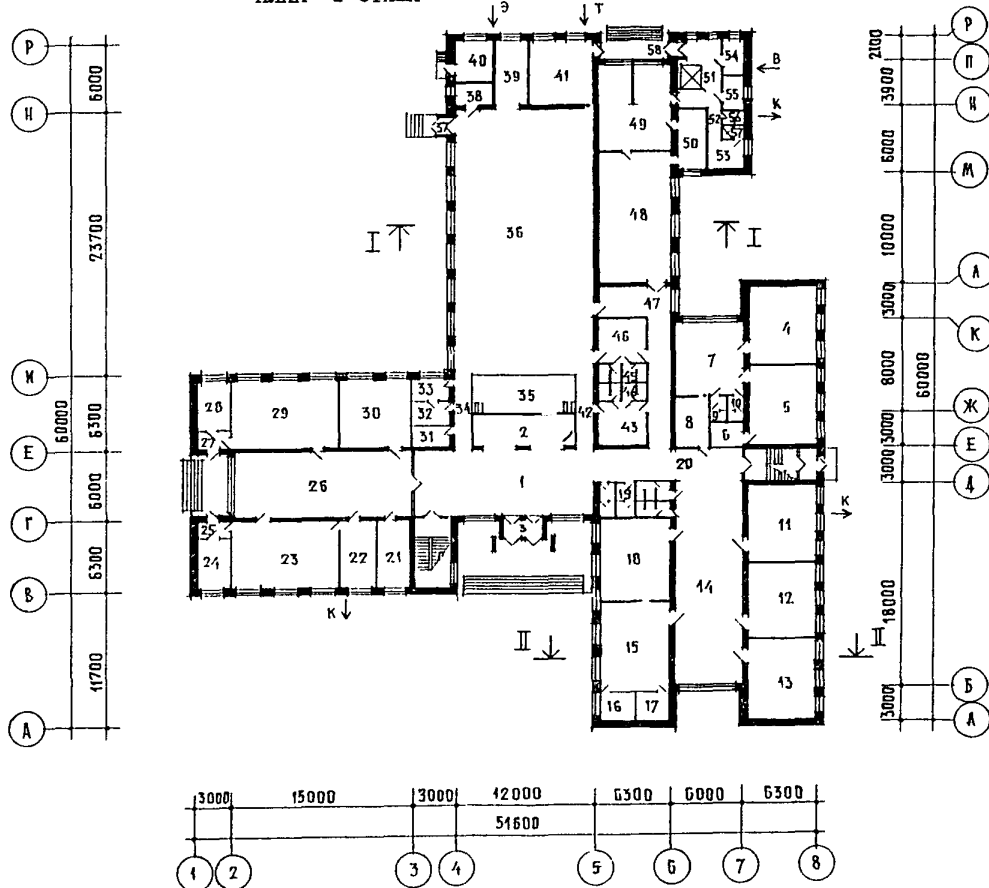 Э Т
Р 40 39 41 58 54 Р
2100
П
51 В
6000 38 55 3900
Н 37 49 52 56 К Н
57
50 53 6000
М
I 36 48 I 10000
23700
Л
47 3000
4 К
46 7
И 33 45 8000
28 29 30 32 34 35 44 10 5
60000 6300 31 42 43 8 9 Ж 60000
27 2 6 3000
Е Е
26 1 20 3000
6000 Д
19 К
Г 3 11
25
24 23 22 21 18
6300 14 12 18000
В К
II 15 II
11700 13
16 17 Б
3000
А А
3000 15000 3000 12000 6300 6000 6300
51600
1 2 3 4 5 6 7 8